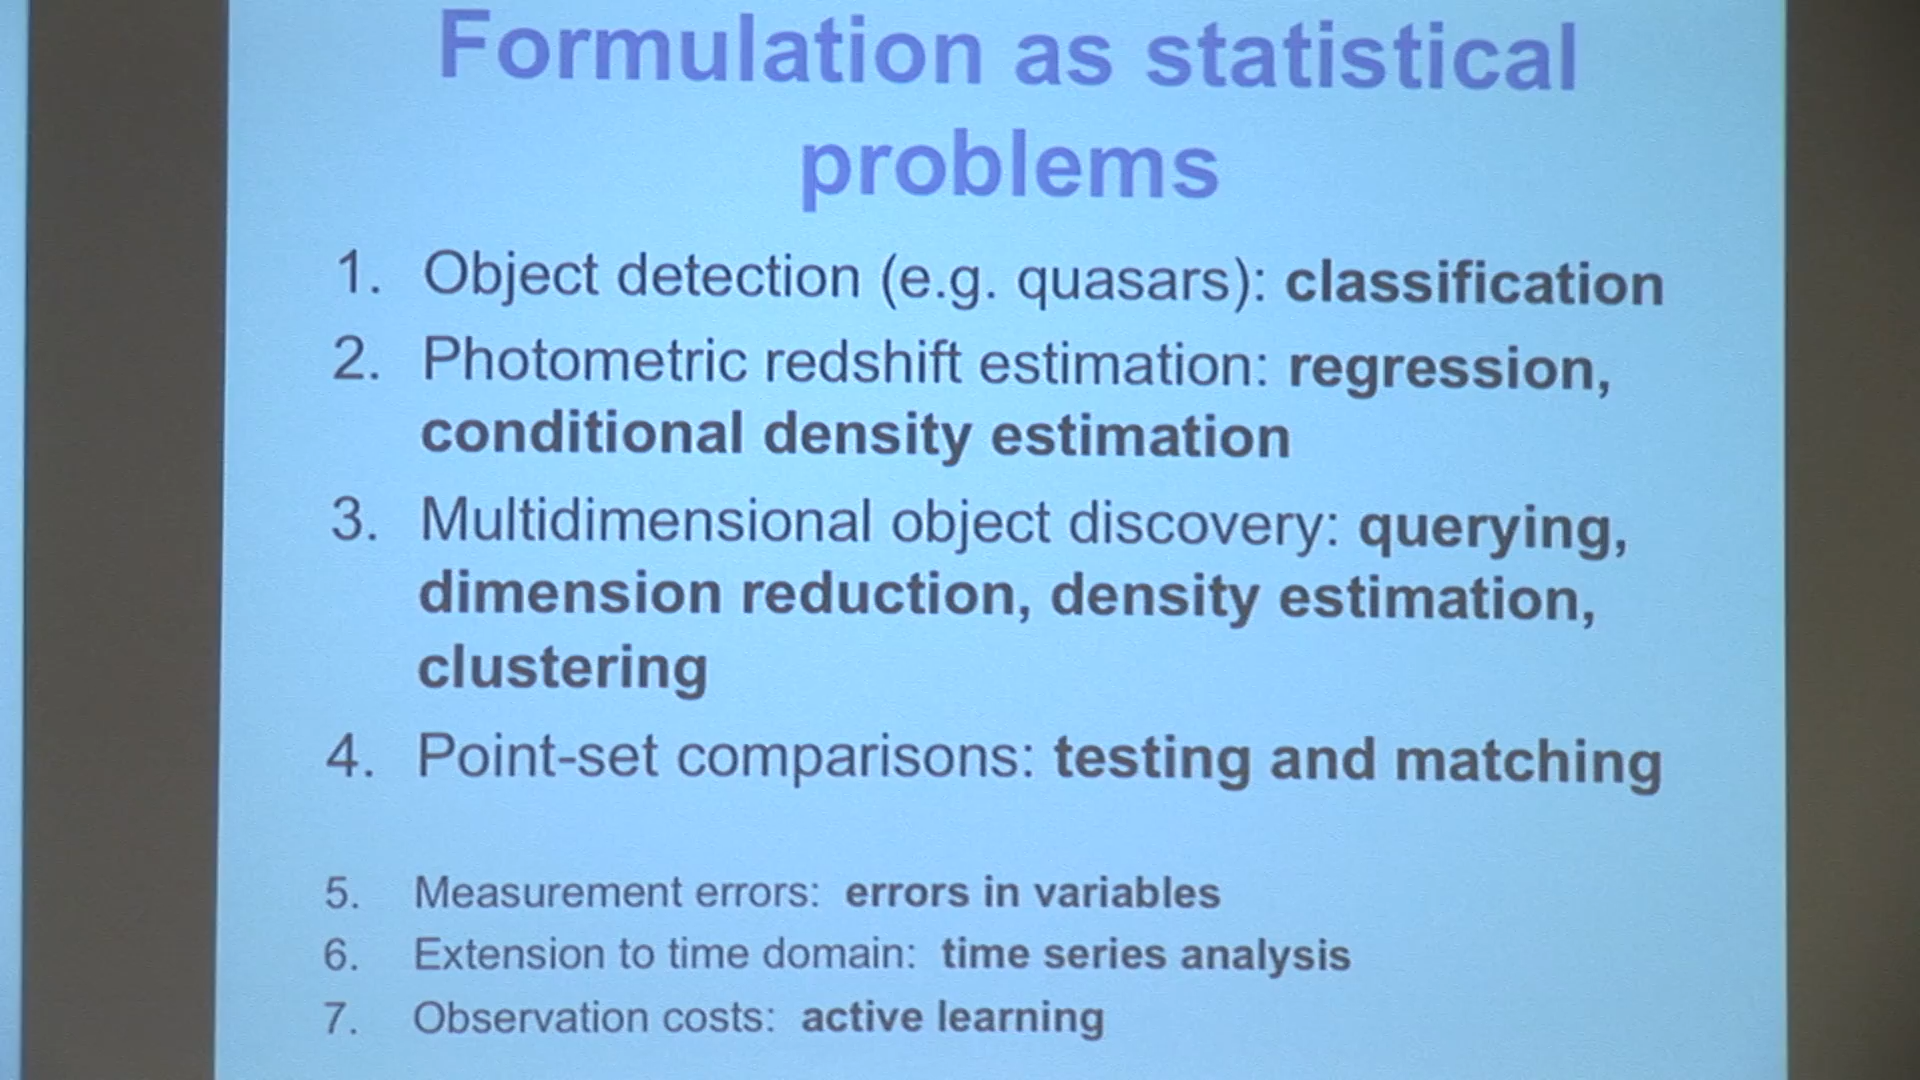 Formulation as statistical
problems
1. Object detection (e.g. quasars): classification
2. Photometric redshift estimation: regression,
conditional density estimation
3. Multidimensional object discovery: querying,
dimension reduction, density estimation,
clustering
4. Point-set comparisons: testing and matching
5. Measurement errors: errors in variables
6. Extension to time domain: time series analysis
7. Observation costs: active learning